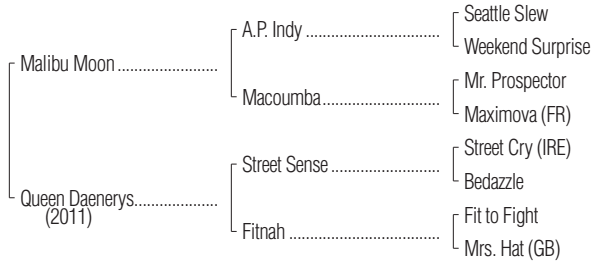 Seattle Slew
A.P. Indy
Weekend Surprise
Malibu Moon
Mr. Prospector
Macoumba
Maximova (FR)
Street Cry (IRE)
Street Sense
Bedazzle
Queen Daenerys
(2011)
Fit to Fight
Fitnah
Mrs. Hat (GB)